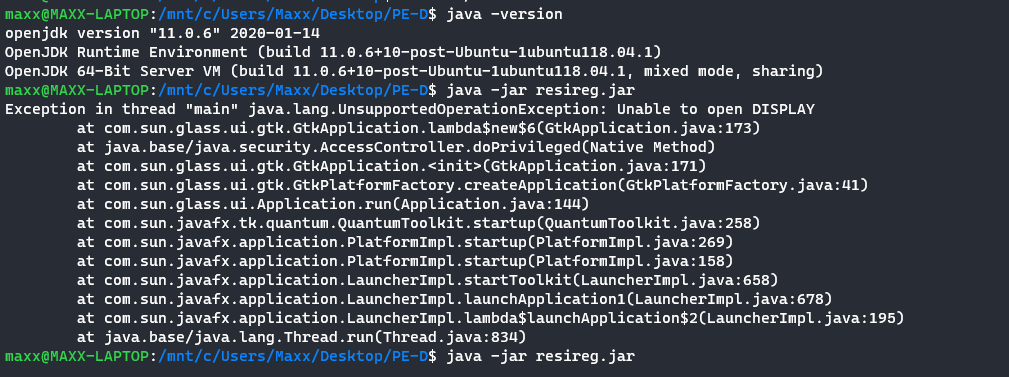 maxx@MAXX-LAPTOP:/mnt/c/Users/Maxx/Desktop/PE-D$ java -version
openjdk version "11.0.6" 2020-01-14
OpenJDK Runtime Environment (build 11.0.6+10-post-Ubuntu-1ubuntu118.04.1)
OpenJDK 64-Bit Server VM (build 11.0.6+10-post-Ubuntu-1ubuntu118.04.1, mixed mode, sharing)
maxx@MAXX-LAPTOP:/mnt/c/Users/Maxx/Desktop/PE-D$ java -jar resireg.jar
Exception in thread "main" java.lang.UnsupportedOperationException: Unable to open DISPLAY
        at com.sun.glass.ui.gtk.GtkApplication.lambda$new$6(GtkApplication.java:173)
        at java.base/java.security.AccessController.doPrivileged(Native Method)
        at com.sun.glass.ui.gtk.GtkApplication.<init>(GtkApplication.java:171)
        at com.sun.glass.ui.gtk.GtkPlatformFactory.createApplication(GtkPlatformFactory.java:41)
        at com.sun.glass.ui.Application.run(Application.java:144)
        at com.sun.javafx.tk.quantum.QuantumToolkit.startup(QuantumToolkit.java:258)
        at com.sun.javafx.application.PlatformImpl.startup(PlatformImpl.java:269)
        at com.sun.javafx.application.PlatformImpl.startup(PlatformImpl.java:158)
        at com.sun.javafx.application.LauncherImpl.startToolkit(LauncherImpl.java:658)
        at com.sun.javafx.application.LauncherImpl.launchApplication1(LauncherImpl.java:678)
        at com.sun.javafx.application.LauncherImpl.lambda$launchApplication$2(LauncherImpl.java:195)
        at java.base/java.lang.Thread.run(Thread.java:834)
maxx@MAXX-LAPTOP:/mnt/c/Users/Maxx/Desktop/PE-D$ java -jar resireg.jar